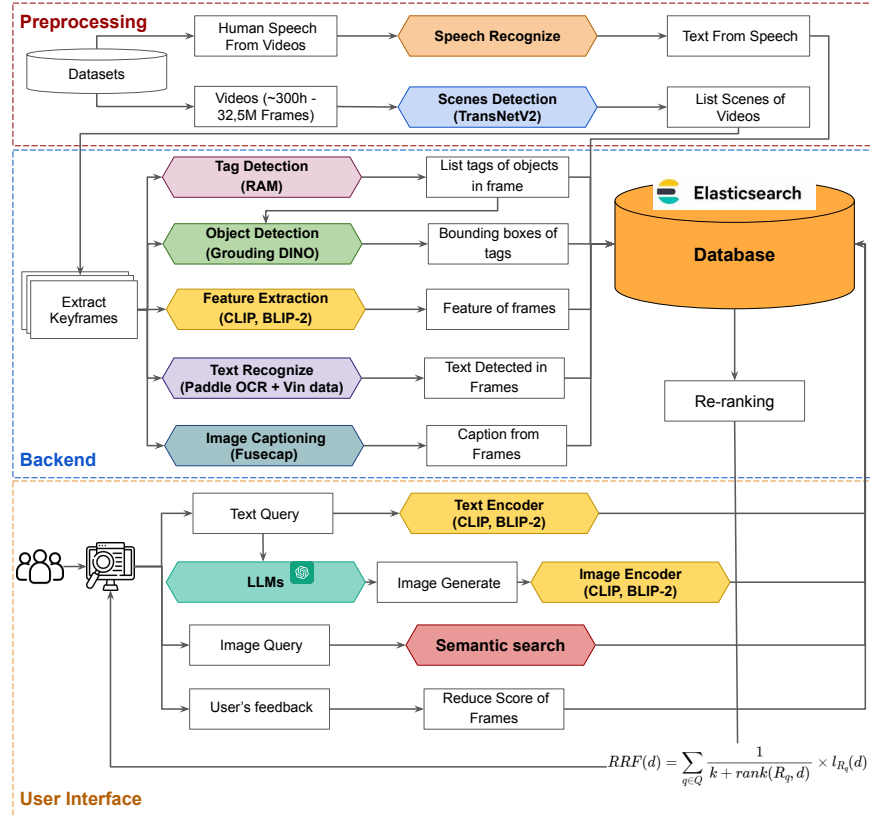 Preprocessing
Human Speech
From Videos
Speech Recognize
Text From Speech
Datasets
Videos (~300h -
32,5M Frames)
Scenes Detection
(TransNetV2)
List Scenes of
Videos
Tag Detection
(RAM)
List tags of objects
in frame
Elasticsearch
Database
Object Detection
(Grouding DINO)
Bounding boxes of
tags
Extract
Keyframes
Feature Extraction
(CLIP, BLIP-2)
Feature of frames
Text Recognize
(Paddle OCR + Vin data)
Text Detected in
Frames
Re-ranking
Image Captioning
(Fusecap)
Caption from
Frames
Backend
Text Query
Text Encoder
(CLIP, BLIP-2)
LLMs
Image Generate
Image Encoder
(CLIP, BLIP-2)
Image Query
Semantic search
User's feedback
Reduce Score of
Frames
RRF(d) = ∑_{q∈Q} \frac{1}{k + rank(R_q, d)} × l_{R_q}(d)
User Interface